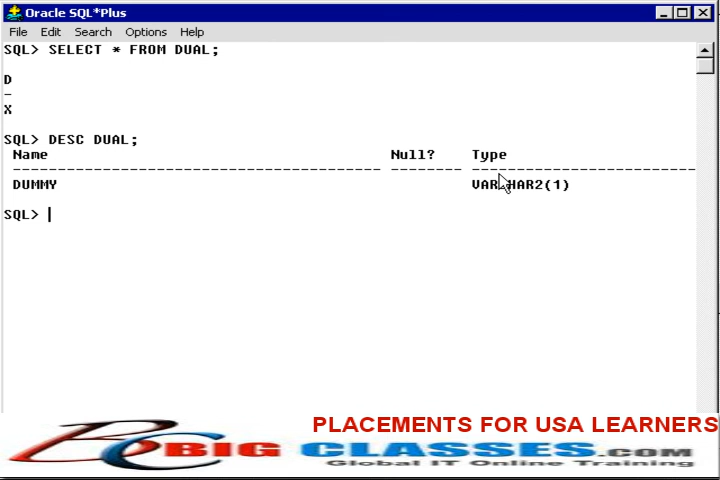 Oracle SQL*Plus
File Edit Search Options Help
SQL> SELECT * FROM DUAL;
D
-
X
SQL> DESC DUAL;
Name Null? Type
----------------------------------------- -------- ----------------------------
DUMMY VARCHAR2(1)
SQL>
PLACEMENTS FOR USA LEARNERS
BIG CLASSES.COM
Global IT Online Training